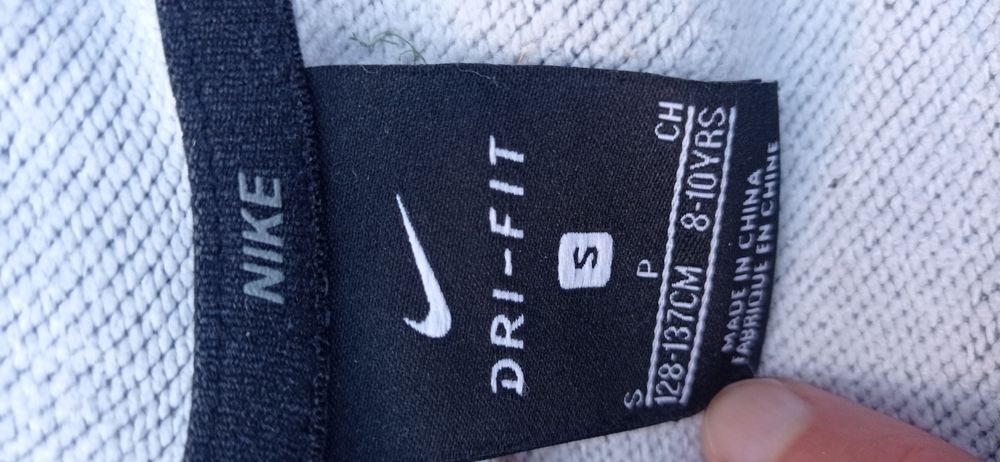 NIKE
DRI-FIT
S
S P CH
128-137CM 8-10YRS
MADE IN CHINA
FABRIQUE EN CHINE